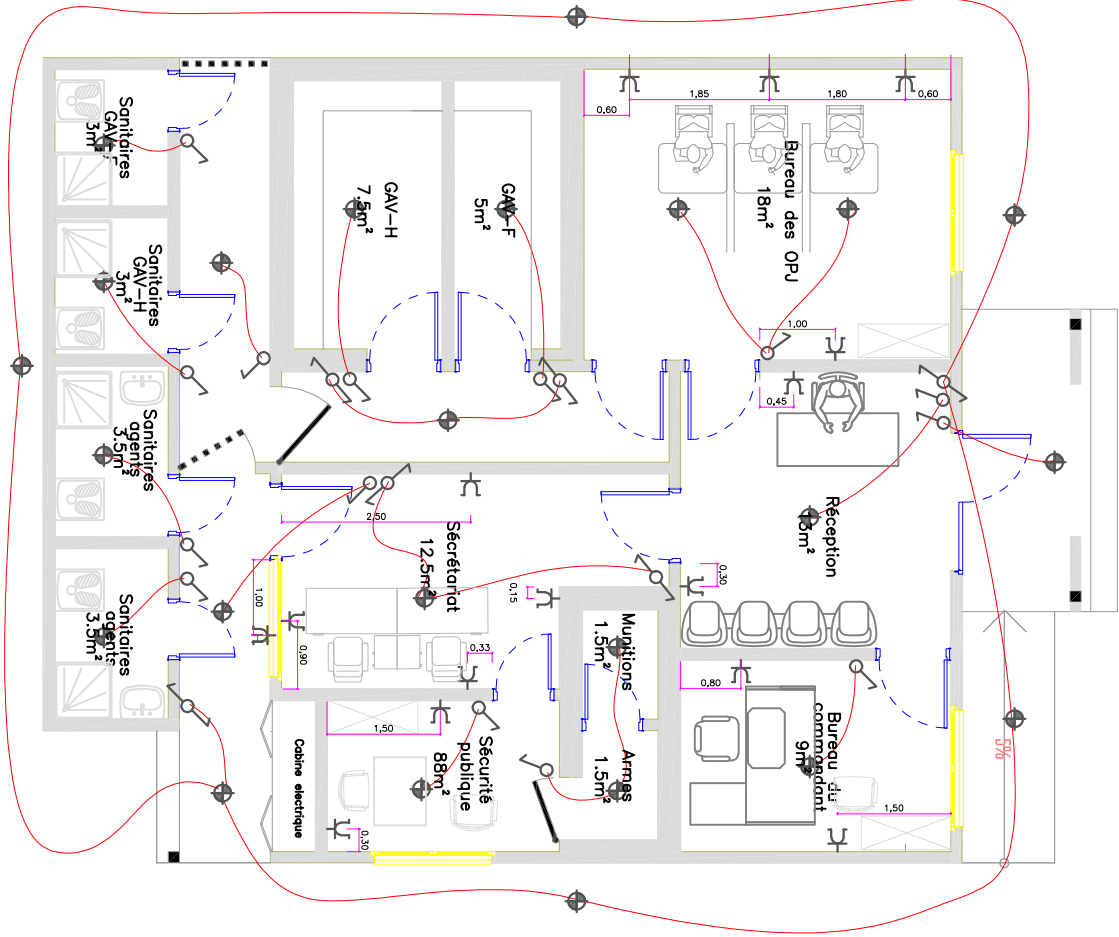 Sanitaires
GAV-F
3m²
Sanitaires
GAV-H
3m²
Sanitaires
agents
3.5m²
Sanitaires
agents
3.5m²
GAV-H
7.5m²
GAV-F
5m²
Bureau des OPJ
18m²
0,60
1,85
1,80
0,60
1,00
0,45
Réception
13m²
0,30
Sécrétariat
12.5m²
2,50
1,00
0,90
0,15
0,33
Munitions
1.5m²
Armes
1.5m²
Sécurité
publique
88m²
1,50
0,30
Cabine electrique
Bureau du
commandant
9m²
0,80
1,50
5%